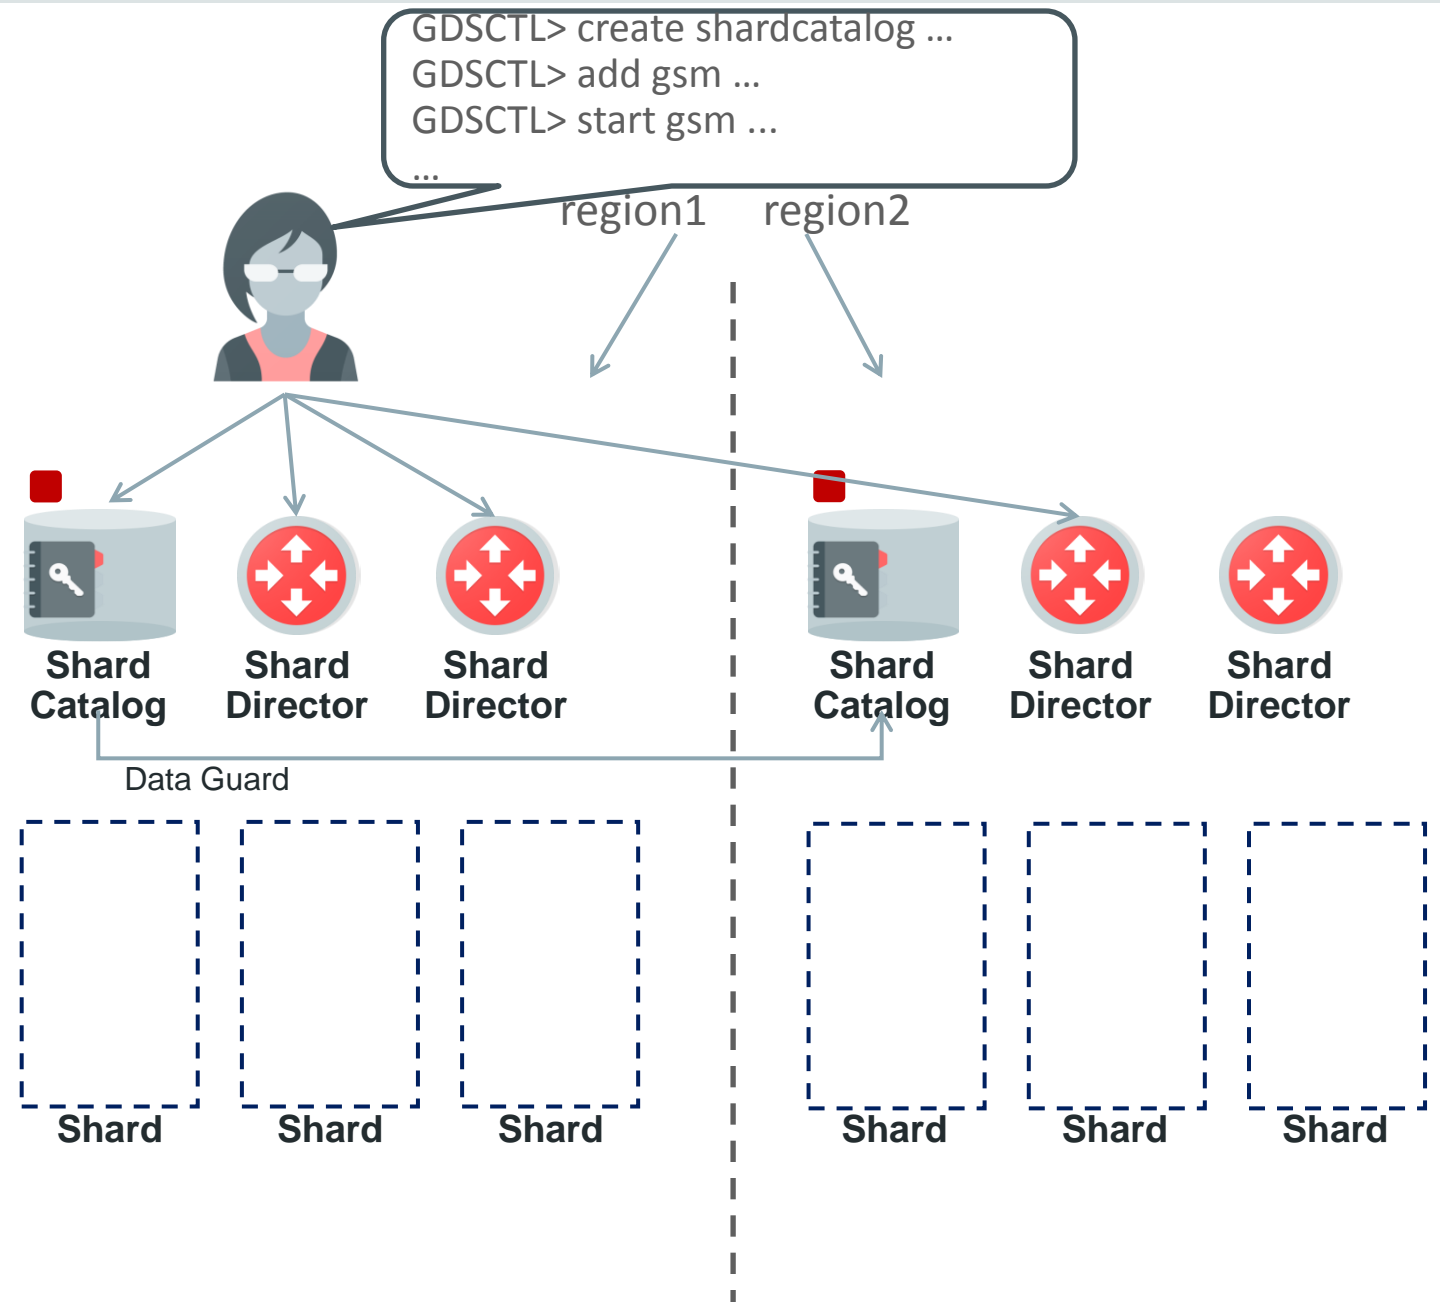 GDSCTL> create shardcatalog ...
GDSCTL> add gsm ...
GDSCTL> start gsm ...
...
region1 region2
Shard Catalog
Shard Director
Shard Director
Shard Catalog
Shard Director
Shard Director
Data Guard
Shard
Shard
Shard
Shard
Shard
Shard